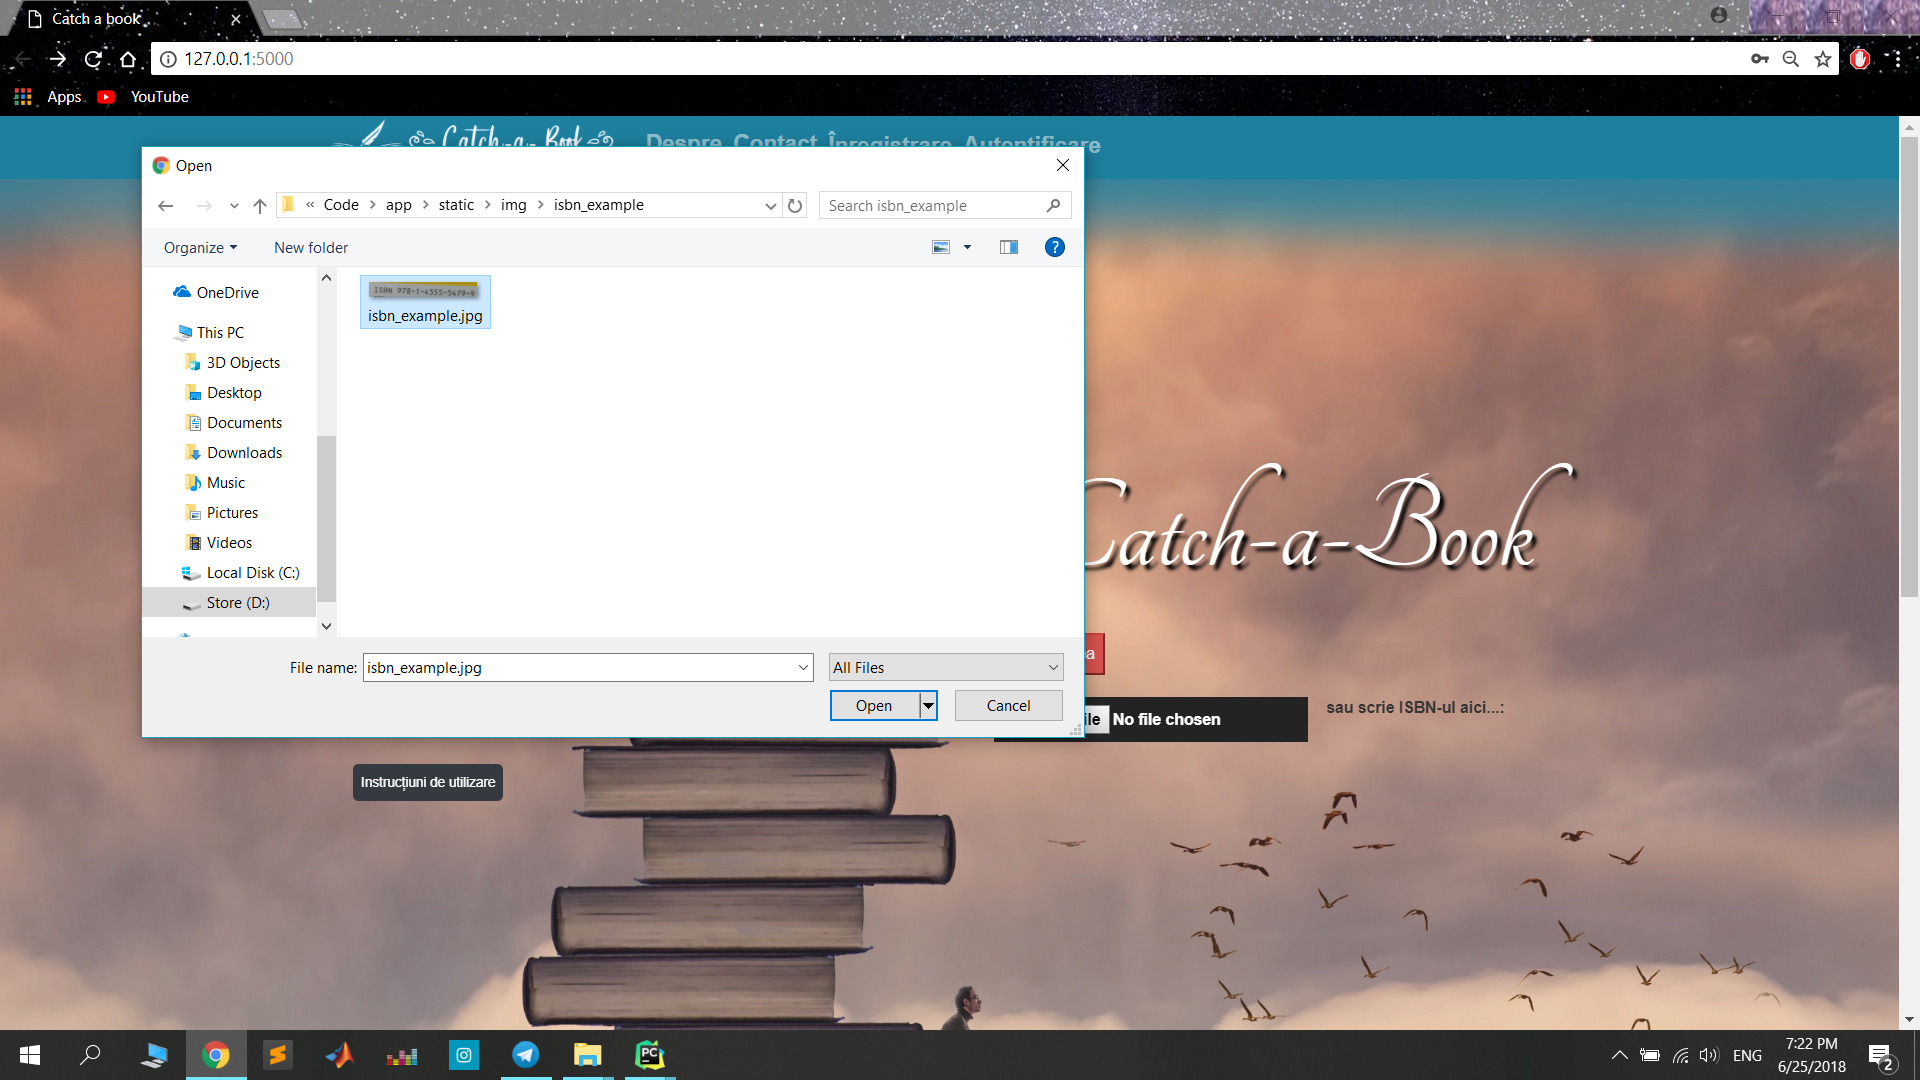 Catch a book
127.0.0.1:5000
Apps YouTube
Catch-a-Book Despre Contact Înregistrare Autentificare
Open
« Code app static img isbn_example
Search isbn_example
Organize New folder
OneDrive
This PC
3D Objects
Desktop
Documents
Downloads
Music
Pictures
Videos
Local Disk (C:)
Store (D:)
ISBN 978-1-4555-5479-9
isbn_example.jpg
File name: isbn_example.jpg All Files
Open Cancel
Catch-a-Book
a
ile No file chosen
sau scrie ISBN-ul aici...:
Instrucțiuni de utilizare
PC
ENG
7:22 PM
6/25/2018
2